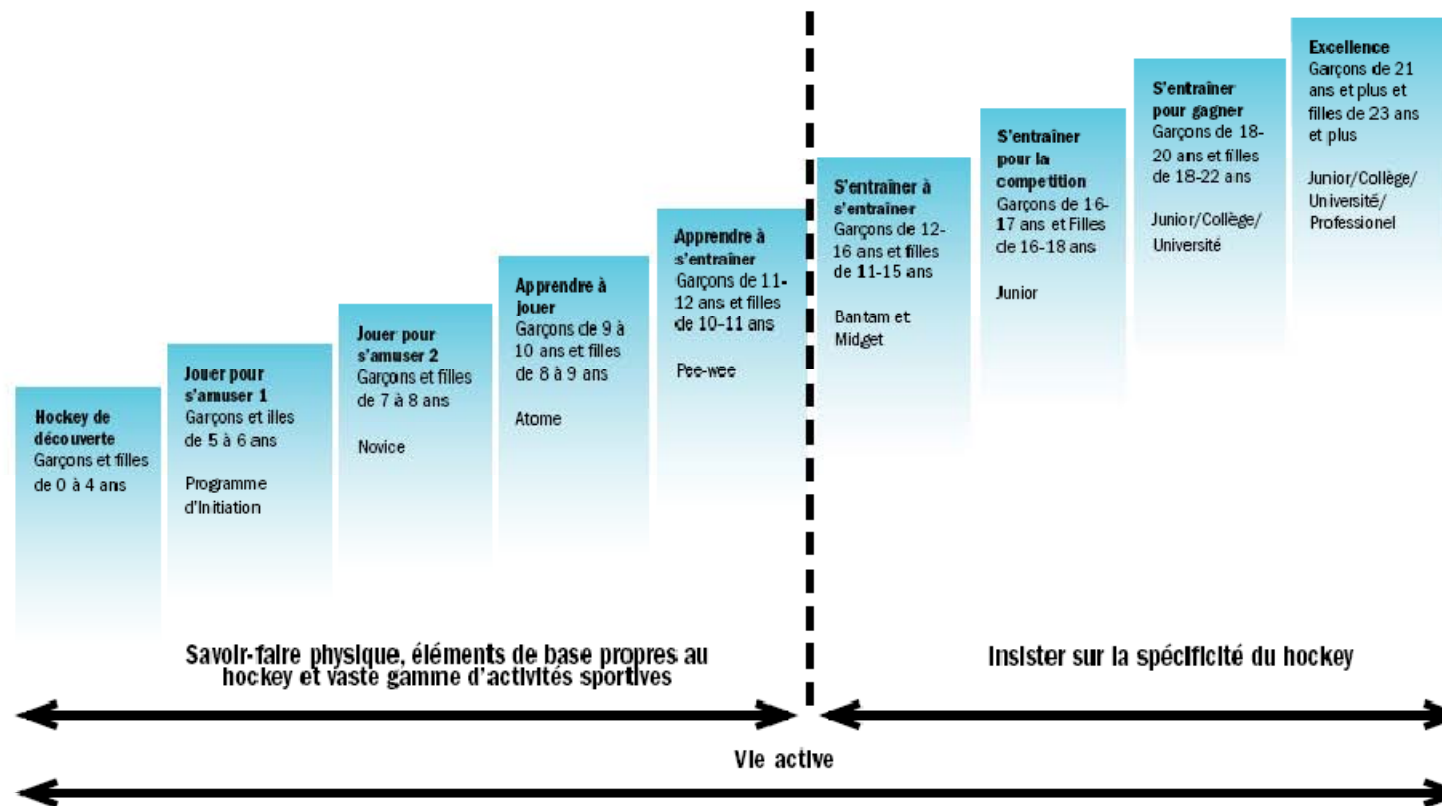 Hockey de
découverte
Garçons et filles
de 0 à 4 ans
Jouer pour
s'amuser 1
Garçons et illes
de 5 à 6 ans
Programme
d'Initiation
Jouer pour
s'amuser 2
Garçons et filles
de 7 à 8 ans
Novice
Apprendre à
jouer
Garçons de 9 à
10 ans et filles
de 8 à 9 ans
Atome
Apprendre à
s'entraîner
Garçons de 11-
12 ans et filles
de 10-11 ans
Pee-wee
S'entraîner à
s'entraîner
Garçons de 12-
16 ans et filles
de 11-15 ans
Bantam et
Midget
S'entraîner
pour la
competition
Garçons de 16-
17 ans et Filles
de 16-18 ans
Junior
S'entraîner
pour gagner
Garçons de 18-
20 ans et filles
de 18-22 ans
Junior/Collège/
Université
Excellence
Garçons de 21
ans et plus et
filles de 23 ans
et plus
Junior/Collège/
Université/
Professionel
Savoir-faire physique, éléments de base propres au
hockey et vaste gamme d'activités sportives
Insister sur la spécificité du hockey
Vie active